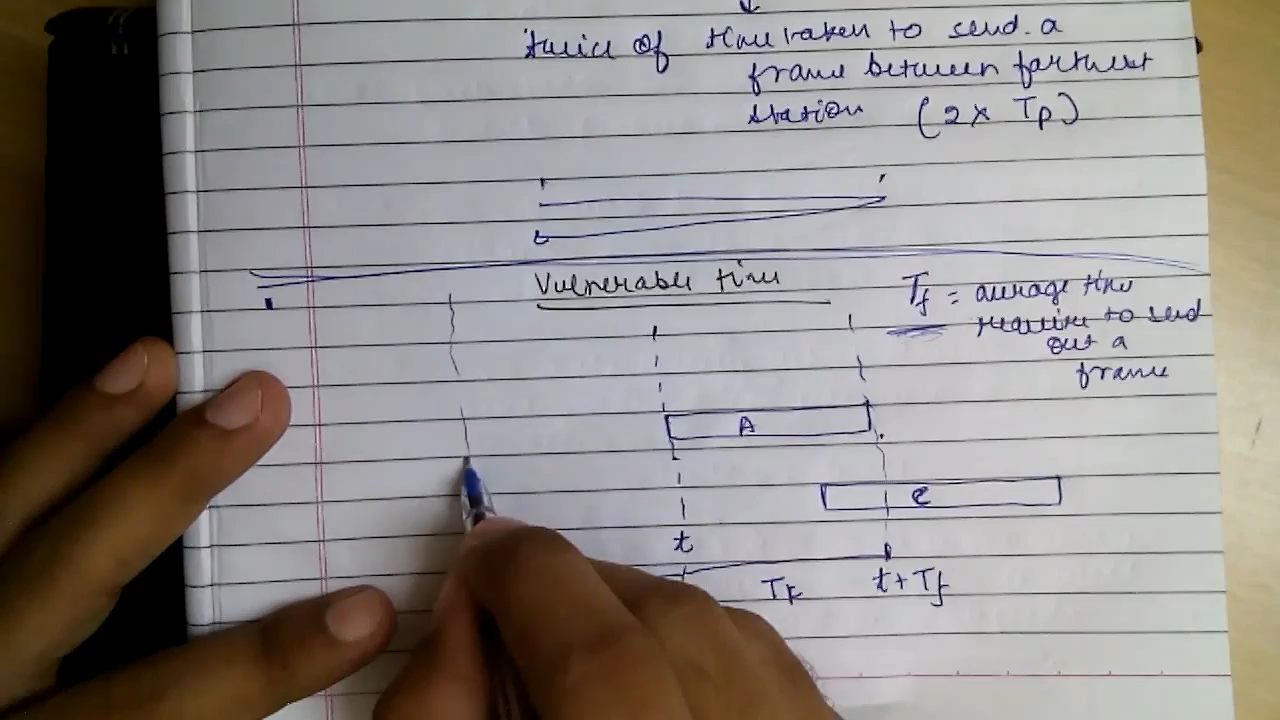 twice of time taken to send a
frame between farthest
station (2 x Tp)
Vulnerable time
Tf = average time
require to send
out a
frame
A
C
t
Tf
t + Tf